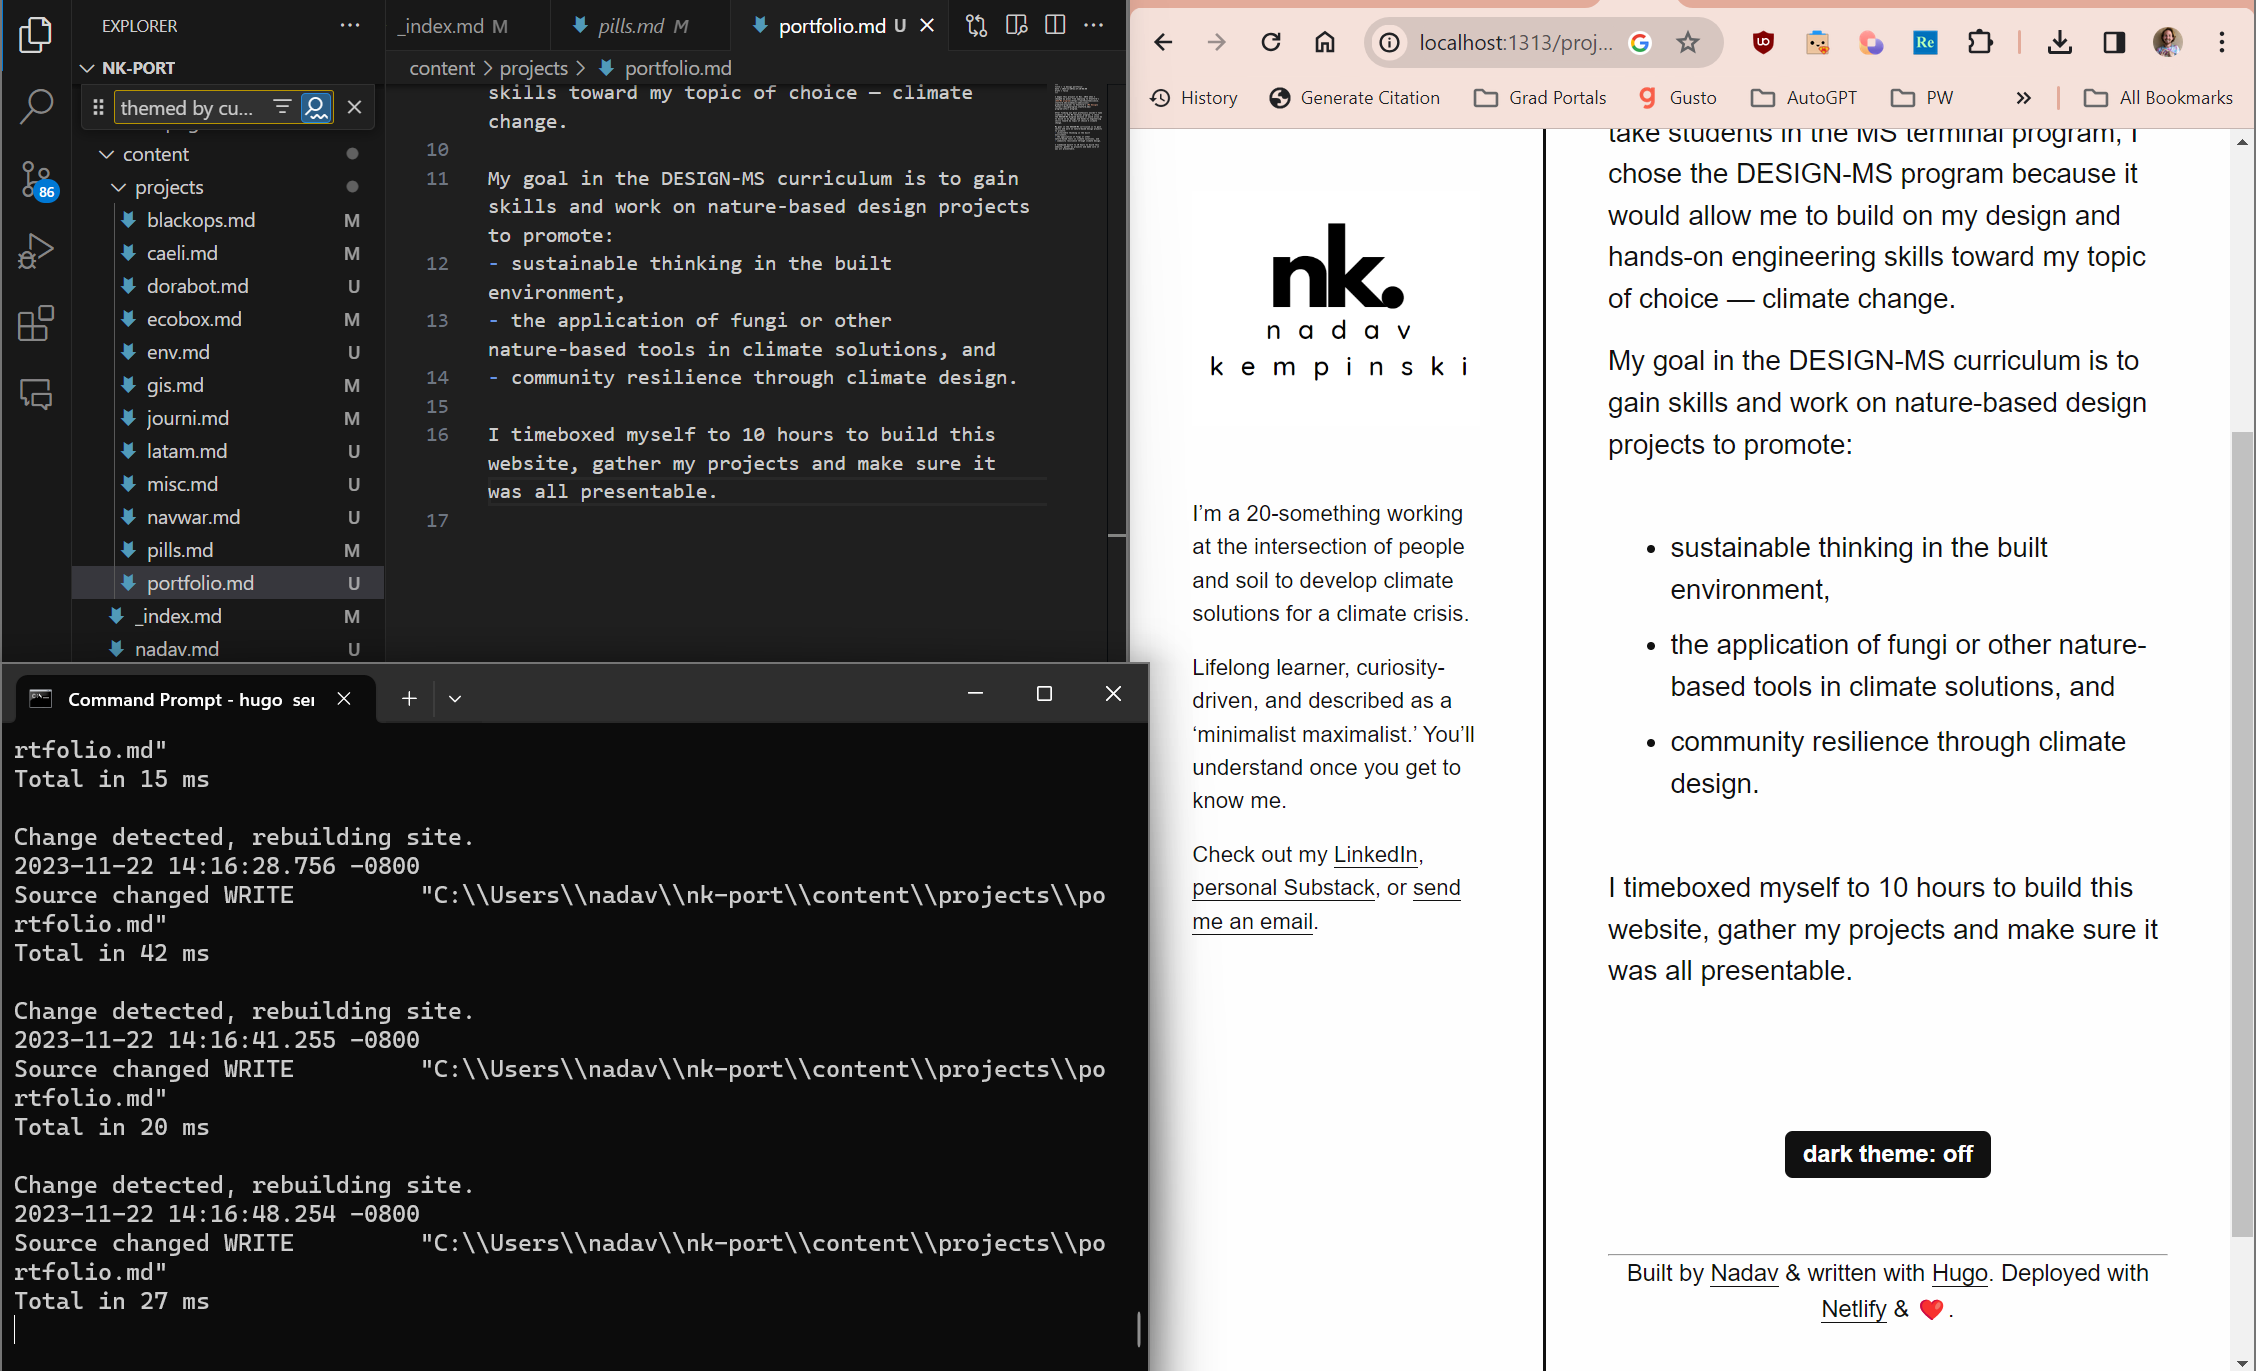 EXPLORER
NK-PORT
themed by cu...
content
projects
blackops.md M
caeli.md M
dorabot.md U
ecobox.md M
env.md U
gis.md M
journi.md M
latam.md U
misc.md U
navwar.md U
pills.md M
portfolio.md U
_index.md M
nadav.md U
86
_index.md M
pills.md M
portfolio.md U
content > projects > portfolio.md
skills toward my topic of choice — climate
change.
10
11 My goal in the DESIGN-MS curriculum is to gain
skills and work on nature-based design projects
to promote:
12 - sustainable thinking in the built
environment,
13 - the application of fungi or other
nature-based tools in climate solutions, and
14 - community resilience through climate design.
15
16 I timeboxed myself to 10 hours to build this
website, gather my projects and make sure it
was all presentable.
17
Command Prompt - hugo ser
rtfolio.md"
Total in 15 ms
Change detected, rebuilding site.
2023-11-22 14:16:28.756 -0800
Source changed WRITE "C:\\Users\\nadav\\nk-port\\content\\projects\\po
rtfolio.md"
Total in 42 ms
Change detected, rebuilding site.
2023-11-22 14:16:41.255 -0800
Source changed WRITE "C:\\Users\\nadav\\nk-port\\content\\projects\\po
rtfolio.md"
Total in 20 ms
Change detected, rebuilding site.
2023-11-22 14:16:48.254 -0800
Source changed WRITE "C:\\Users\\nadav\\nk-port\\content\\projects\\po
rtfolio.md"
Total in 27 ms
localhost:1313/proj...
Re
History
Generate Citation
Grad Portals
Gusto
AutoGPT
PW
All Bookmarks
nk.
nadav
kempinski
I'm a 20-something working
at the intersection of people
and soil to develop climate
solutions for a climate crisis.
Lifelong learner, curiosity-
driven, and described as a
‘minimalist maximalist.’ You’ll
understand once you get to
know me.
Check out my LinkedIn,
personal Substack, or send
me an email.
take students in the MS terminal program, I
chose the DESIGN-MS program because it
would allow me to build on my design and
hands-on engineering skills toward my topic
of choice — climate change.
My goal in the DESIGN-MS curriculum is to
gain skills and work on nature-based design
projects to promote:
• sustainable thinking in the built
environment,
• the application of fungi or other nature-
based tools in climate solutions, and
• community resilience through climate
design.
I timeboxed myself to 10 hours to build this
website, gather my projects and make sure it
was all presentable.
dark theme: off
Built by Nadav & written with Hugo. Deployed with
Netlify & ❤️.